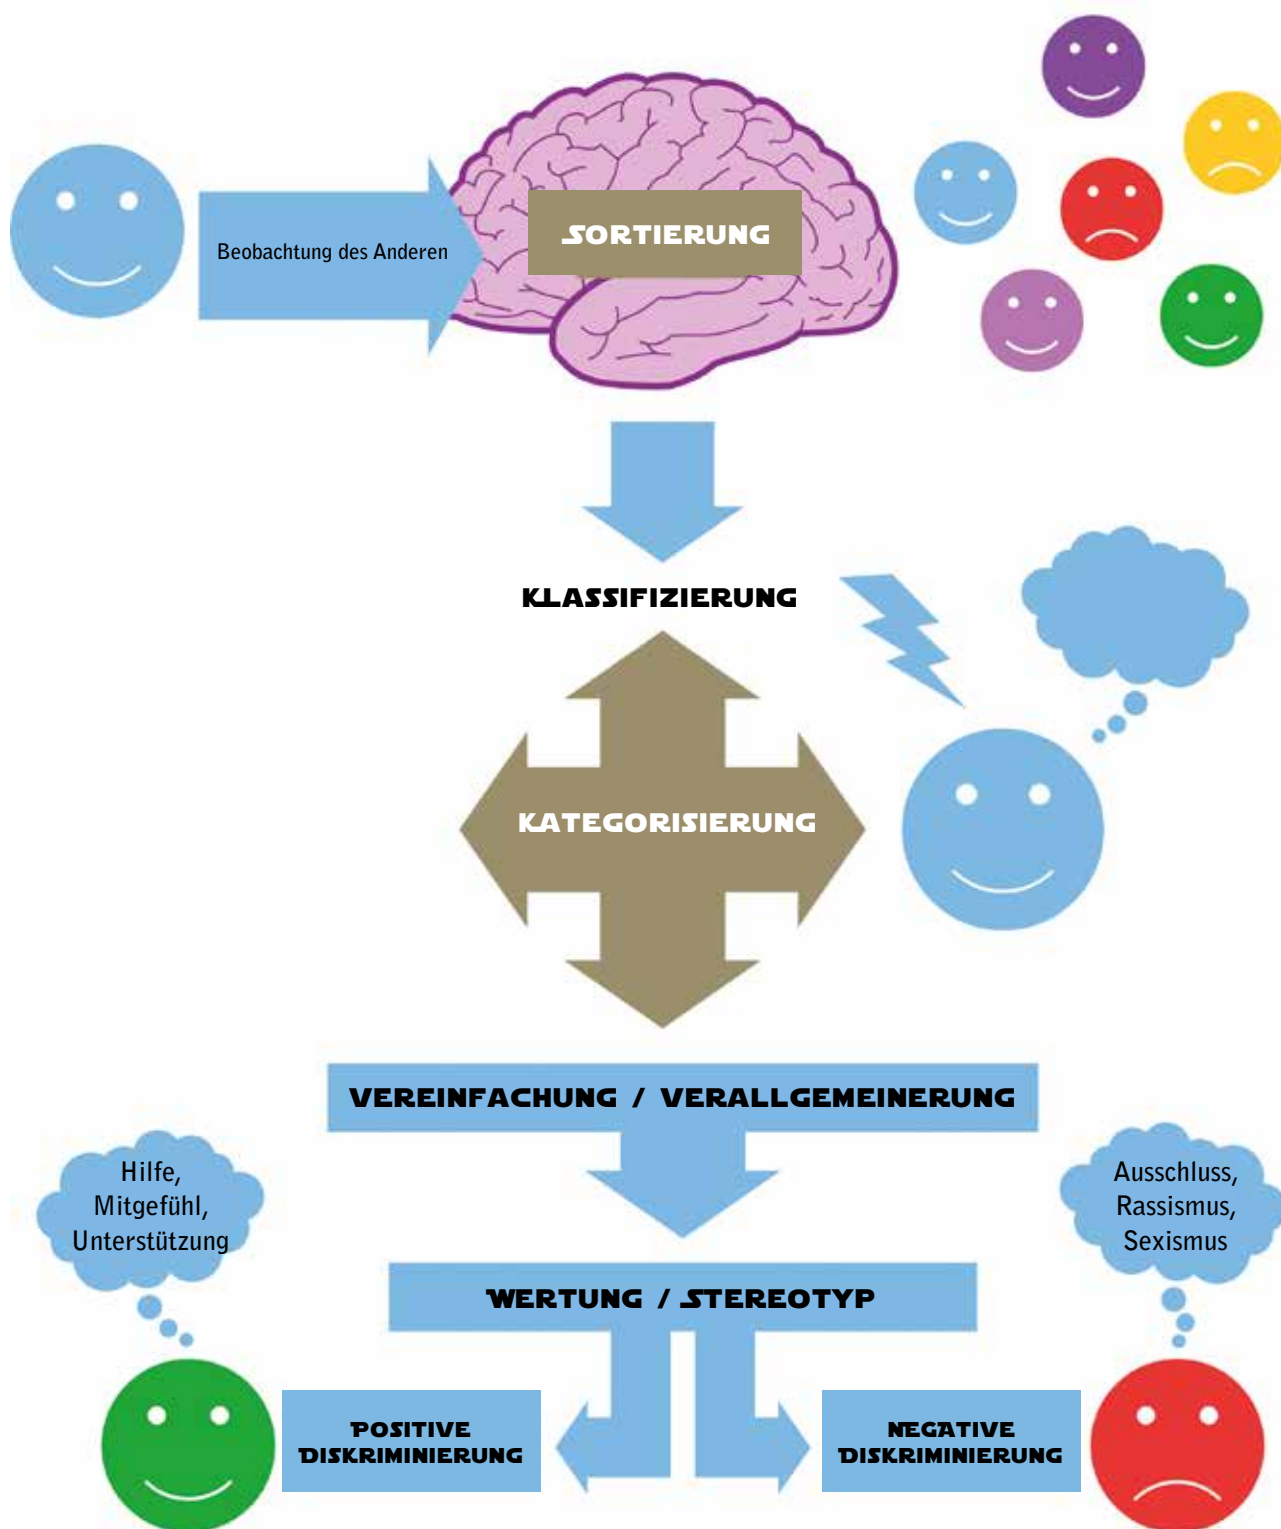 Beobachtung des Anderen
SORTIERUNG
KLASSIFIZIERUNG
KATEGORISIERUNG
VEREINFACHUNG / VERALLGEMEINERUNG
Hilfe,
Mitgefühl,
Unterstützung
Ausschluss,
Rassismus,
Sexismus
WERTUNG / STEREOTYP
POSITIVE
DISKRIMINIERUNG
NEGATIVE
DISKRIMINIERUNG